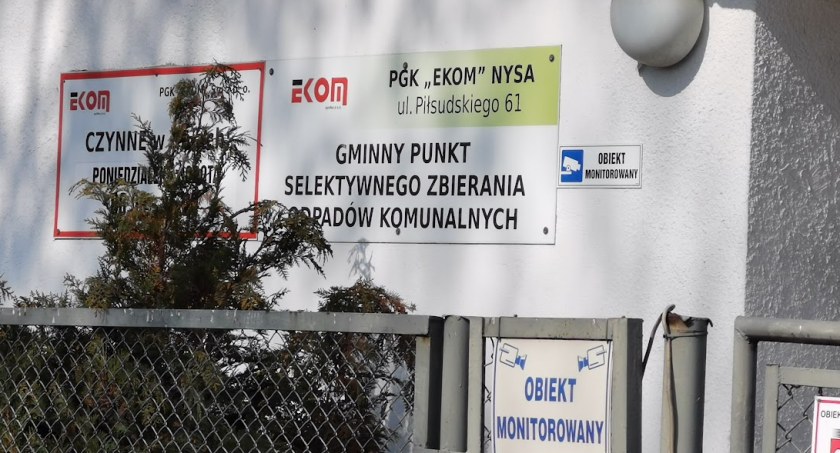 EKOM
PGK
CZYNNE W
EKOM
PGK „EKOM” NYSA
ul. Piłsudskiego 61
GMINNY PUNKT
SELEKTYWNEGO ZBIERANIA
ODPADÓW KOMUNALNYCH
OBIEKT
MONITOROWANY
OBIEKT
MONITOROWANY